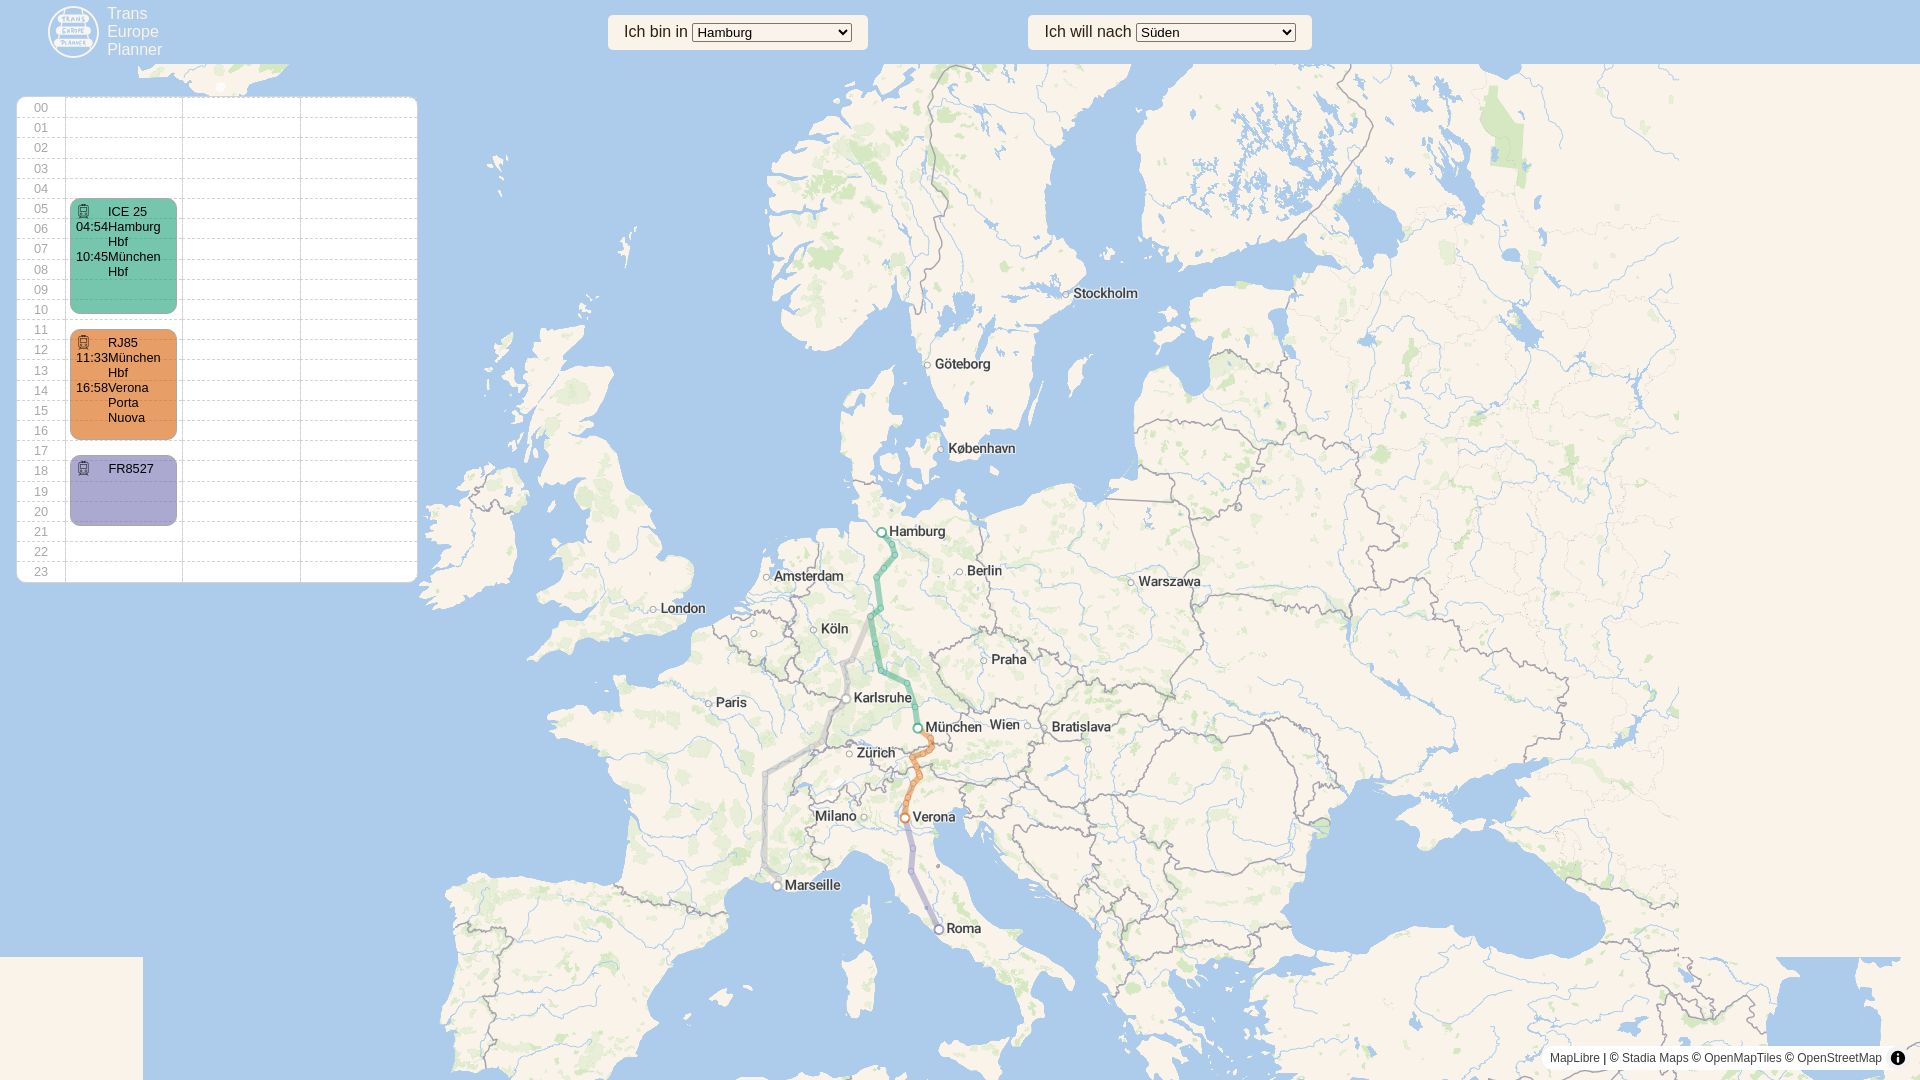 Trans
Europe
Planner
TRANS
EUROPE
PLANNER
Ich bin in Hamburg
Ich will nach Süden
00
01
02
03
04
05
06
07
08
09
10
11
12
13
14
15
16
17
18
19
20
21
22
23
ICE 25
04:54 Hamburg
Hbf
10:45 München
Hbf
RJ85
11:33 München
Hbf
16:58 Verona
Porta
Nuova
FR8527
Stockholm
Göteborg
København
Hamburg
Berlin
Amsterdam
Warszawa
London
Köln
Praha
Karlsruhe
Paris
München
Wien
Bratislava
Zürich
Milano
Verona
Marseille
Roma
MapLibre | © Stadia Maps © OpenMapTiles © OpenStreetMap